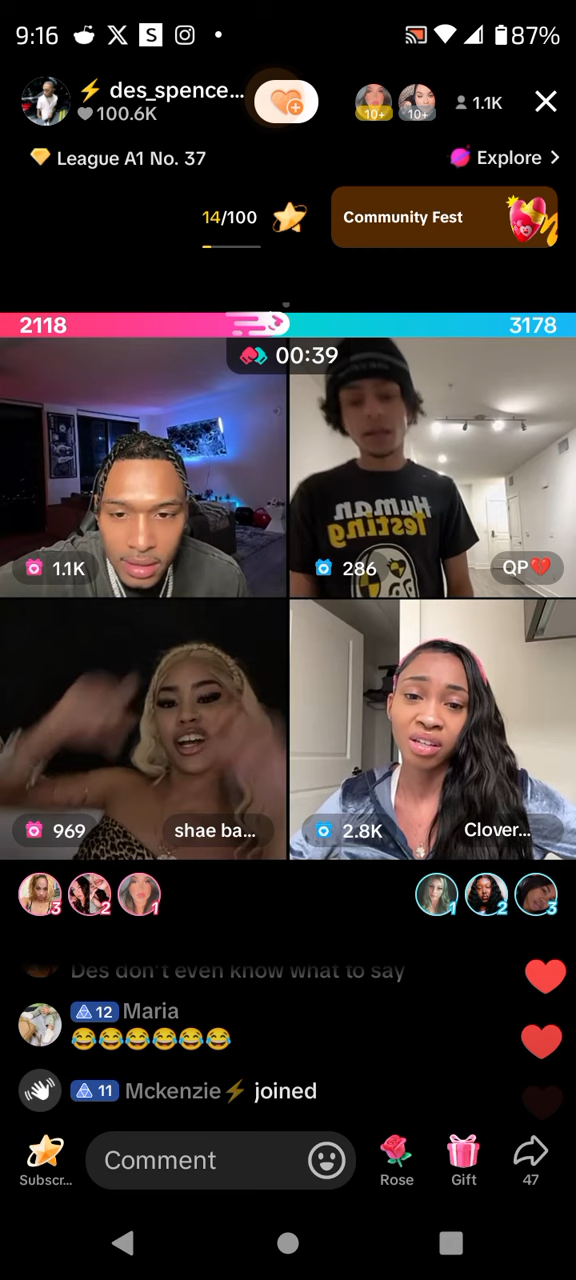 9:16
87%
⚡ des_spence...
100.6K
10+
10+
1.1K
League A1 No. 37
Explore >
14/100
Community Fest
2118
3178
00:39
Human
Testing
1.1K
286
QP💔
969
shae ba...
2.8K
Clover...
3
2
1
1
2
3
Des don't even know what to say
12 Maria
😂😂😂😂😂😂
11 Mckenzie⚡ joined
Comment
Subscr...
Rose
Gift
47